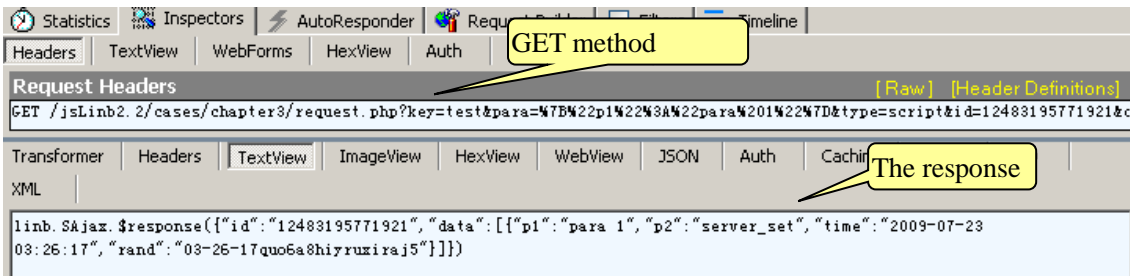 Statistics Inspectors AutoResponder Timeline
Headers TextView WebForms HexView Auth
GET method
Request Headers [Raw] [Header Definitions]
GET /jsLinb2.2/cases/chapter3/request.php?key=test&para=%7B%22p1%22%3A%22para%201%22%7D&type=script&id=12483195771921&c
Transformer Headers TextView ImageView HexView WebView JSON Auth
The response
XML
linb.SAjax.$response({"id":"12483195771921","data":[{"p1":"para 1","p2":"server_set","time":"2009-07-23
03:26:17","rand":"03-26-17quo6a8hiyruxiraj5"}]})